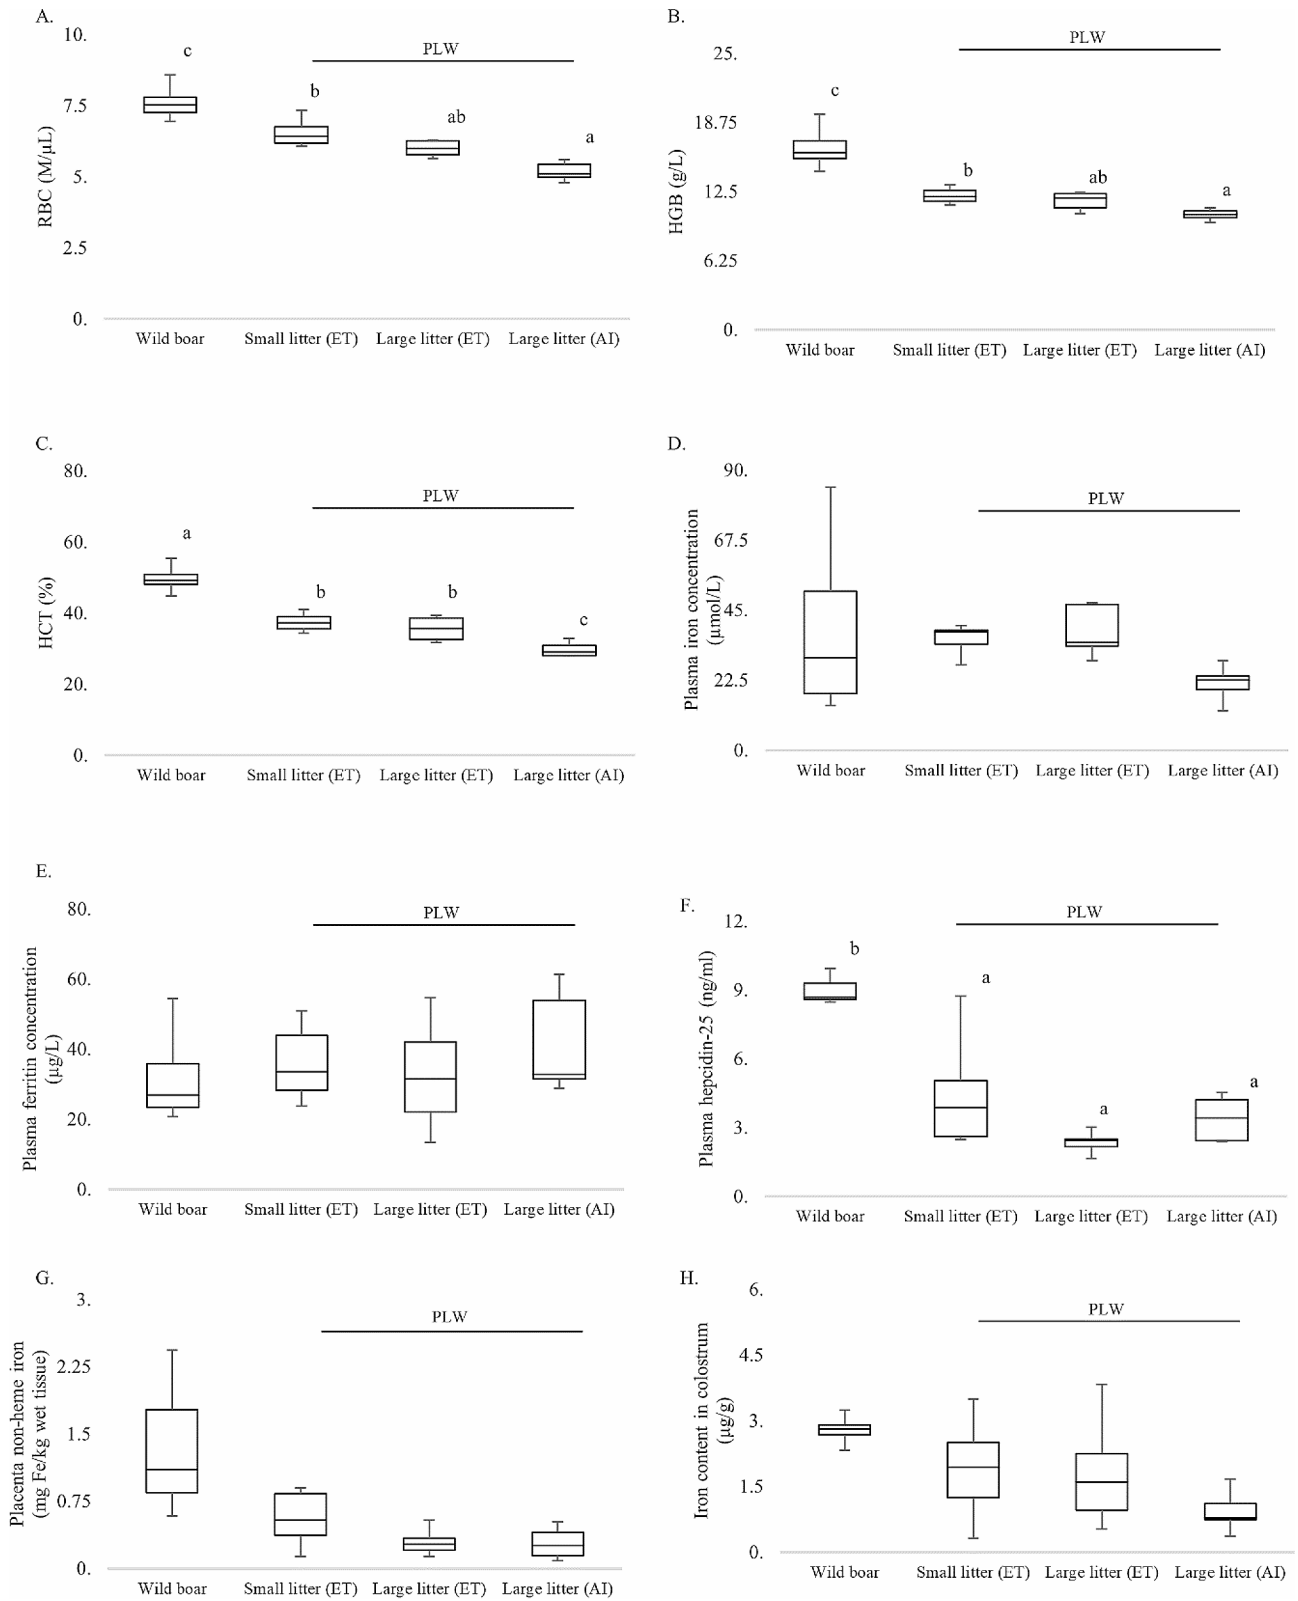 A.
10.
7.5
5.
2.5
0.
RBC (M/µL)
PLW
c
b
ab
a
Wild boar
Small litter (ET)
Large litter (ET)
Large litter (AI)
B.
25.
18.75
12.5
6.25
0.
HGB (g/L)
PLW
c
b
ab
a
Wild boar
Small litter (ET)
Large litter (ET)
Large litter (AI)
C.
80.
60.
40.
20.
0.
HCT (%)
PLW
a
b
b
c
Wild boar
Small litter (ET)
Large litter (ET)
Large litter (AI)
D.
90.
67.5
45.
22.5
0.
Plasma iron concentration
(µmol/L)
PLW
Wild boar
Small litter (ET)
Large litter (ET)
Large litter (AI)
E.
80.
60.
40.
20.
0.
Plasma ferritin concentration
(µg/L)
PLW
Wild boar
Small litter (ET)
Large litter (ET)
Large litter (AI)
F.
12.
9.
6.
3.
0.
Plasma hepcidin-25 (ng/ml)
PLW
b
a
a
a
Wild boar
Small litter (ET)
Large litter (ET)
Large litter (AI)
G.
3.
2.25
1.5
0.75
0.
Placenta non-heme iron
(mg Fe/kg wet tissue)
PLW
Wild boar
Small litter (ET)
Large litter (ET)
Large litter (AI)
H.
6.
4.5
3.
1.5
0.
Iron content in colostrum
(µg/g)
PLW
Wild boar
Small litter (ET)
Large litter (ET)
Large litter (AI)